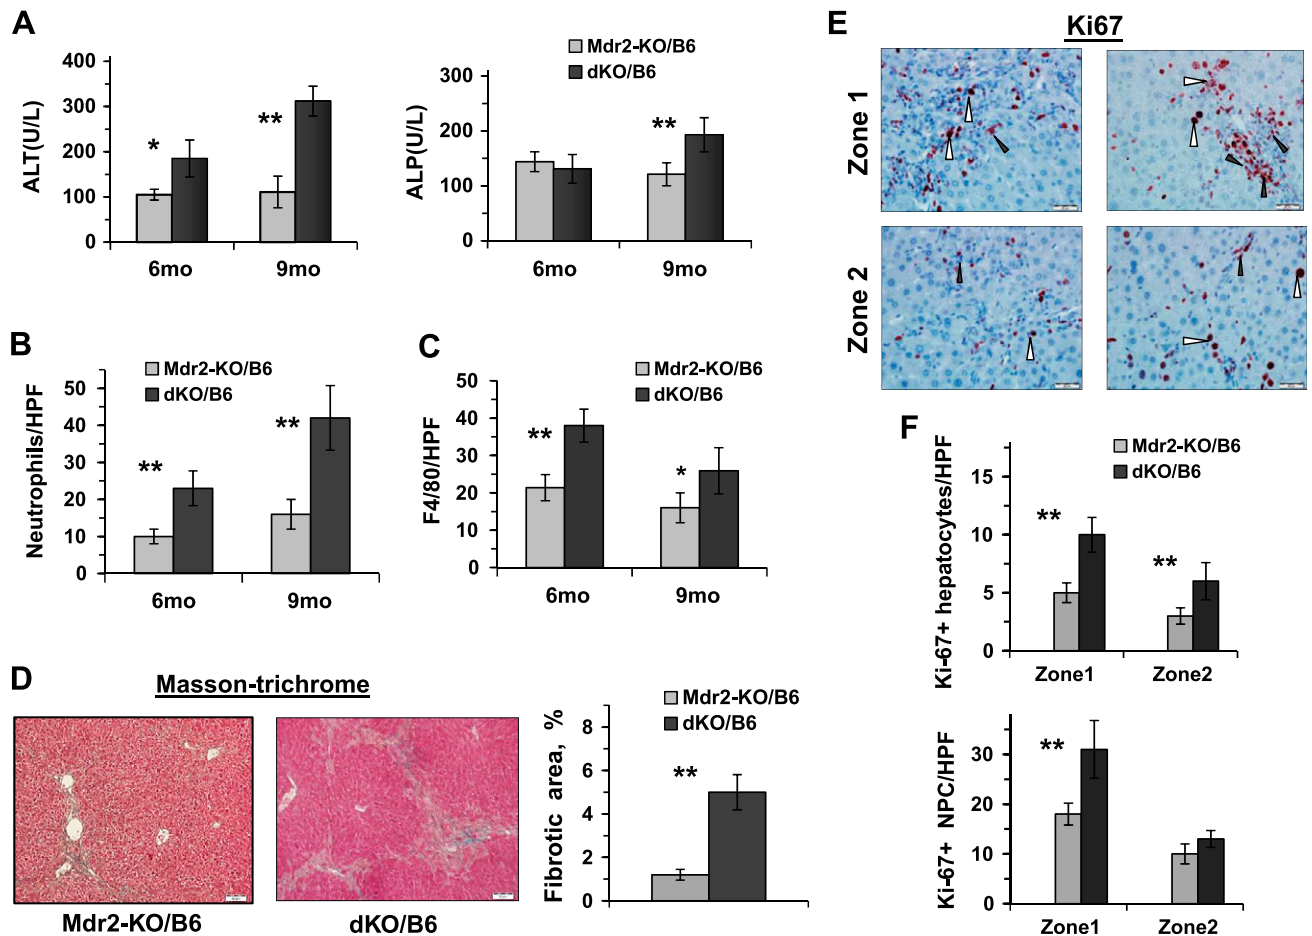 A
Mdr2-KO/B6
dKO/B6
ALT(U/L)
400
300
200
100
0
*
**
6mo
9mo
ALP(U/L)
300
200
100
0
**
6mo
9mo
B
Mdr2-KO/B6
dKO/B6
Neutrophils/HPF
50
40
30
20
10
0
**
**
6mo
9mo
C
Mdr2-KO/B6
dKO/B6
F4/80/HPF
50
40
30
20
10
0
**
*
6mo
9mo
D
Masson-trichrome
Mdr2-KO/B6
dKO/B6
Mdr2-KO/B6
dKO/B6
Fibrotic area, %
8
6
4
2
0
**
E
Ki67
Zone 1
Zone 2
F
Mdr2-KO/B6
dKO/B6
Ki-67+ hepatocytes/HPF
15
10
5
0
**
**
Zone1
Zone2
Ki-67+ NPC/HPF
30
20
10
0
**
Zone1
Zone2